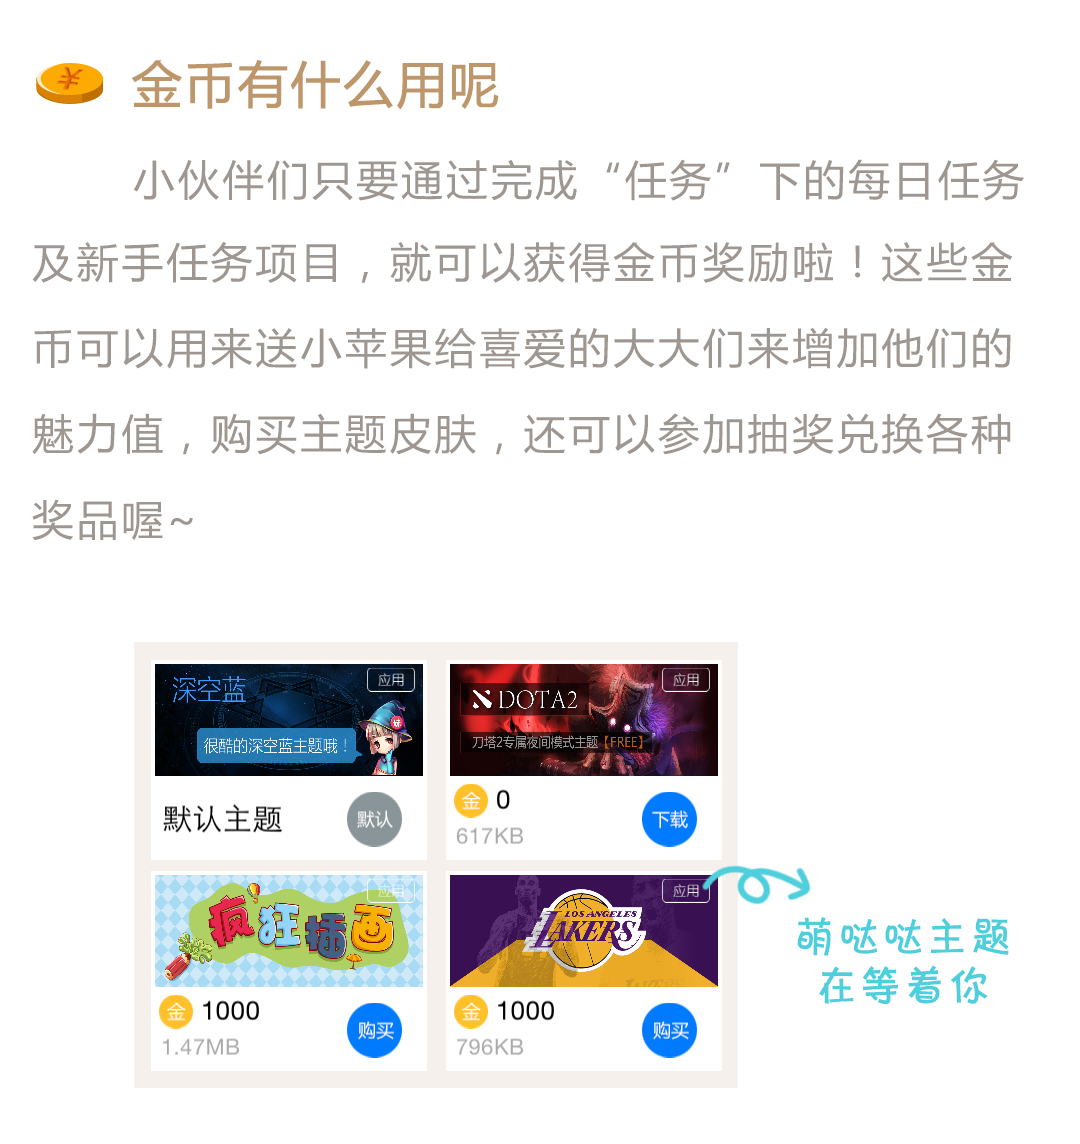 金币有什么用呢
小伙伴们只要通过完成“任务”下的每日任务
及新手任务项目，就可以获得金币奖励啦！这些金
币可以用来送小苹果给喜爱的大大们来增加他们的
魅力值，购买主题皮肤，还可以参加抽奖兑换各种
奖品喔~
深空蓝
应用
很酷的深空蓝主题哦！
默认主题
默认
DOTA2
应用
刀塔2专属夜间模式主题【FREE】
金 0
617KB
下载
疯狂插画
应用
金 1000
1.47MB
购买
LOS ANGELES
LAKERS
应用
金 1000
796KB
购买
萌哒哒主题
在等着你